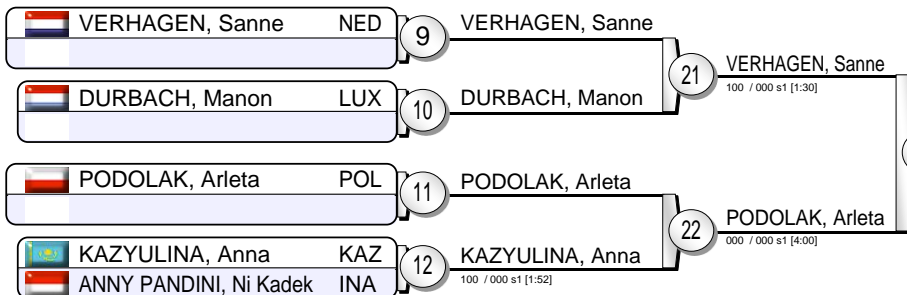 VERHAGEN, Sanne NED
9
VERHAGEN, Sanne
21
VERHAGEN, Sanne
100 / 000 s1 [1:30]
DURBACH, Manon LUX
10
DURBACH, Manon
PODOLAK, Arleta POL
11
PODOLAK, Arleta
22
PODOLAK, Arleta
000 / 000 s1 [4:00]
KAZYULINA, Anna KAZ
ANNY PANDINI, Ni Kadek INA
12
KAZYULINA, Anna
100 / 000 s1 [1:52]